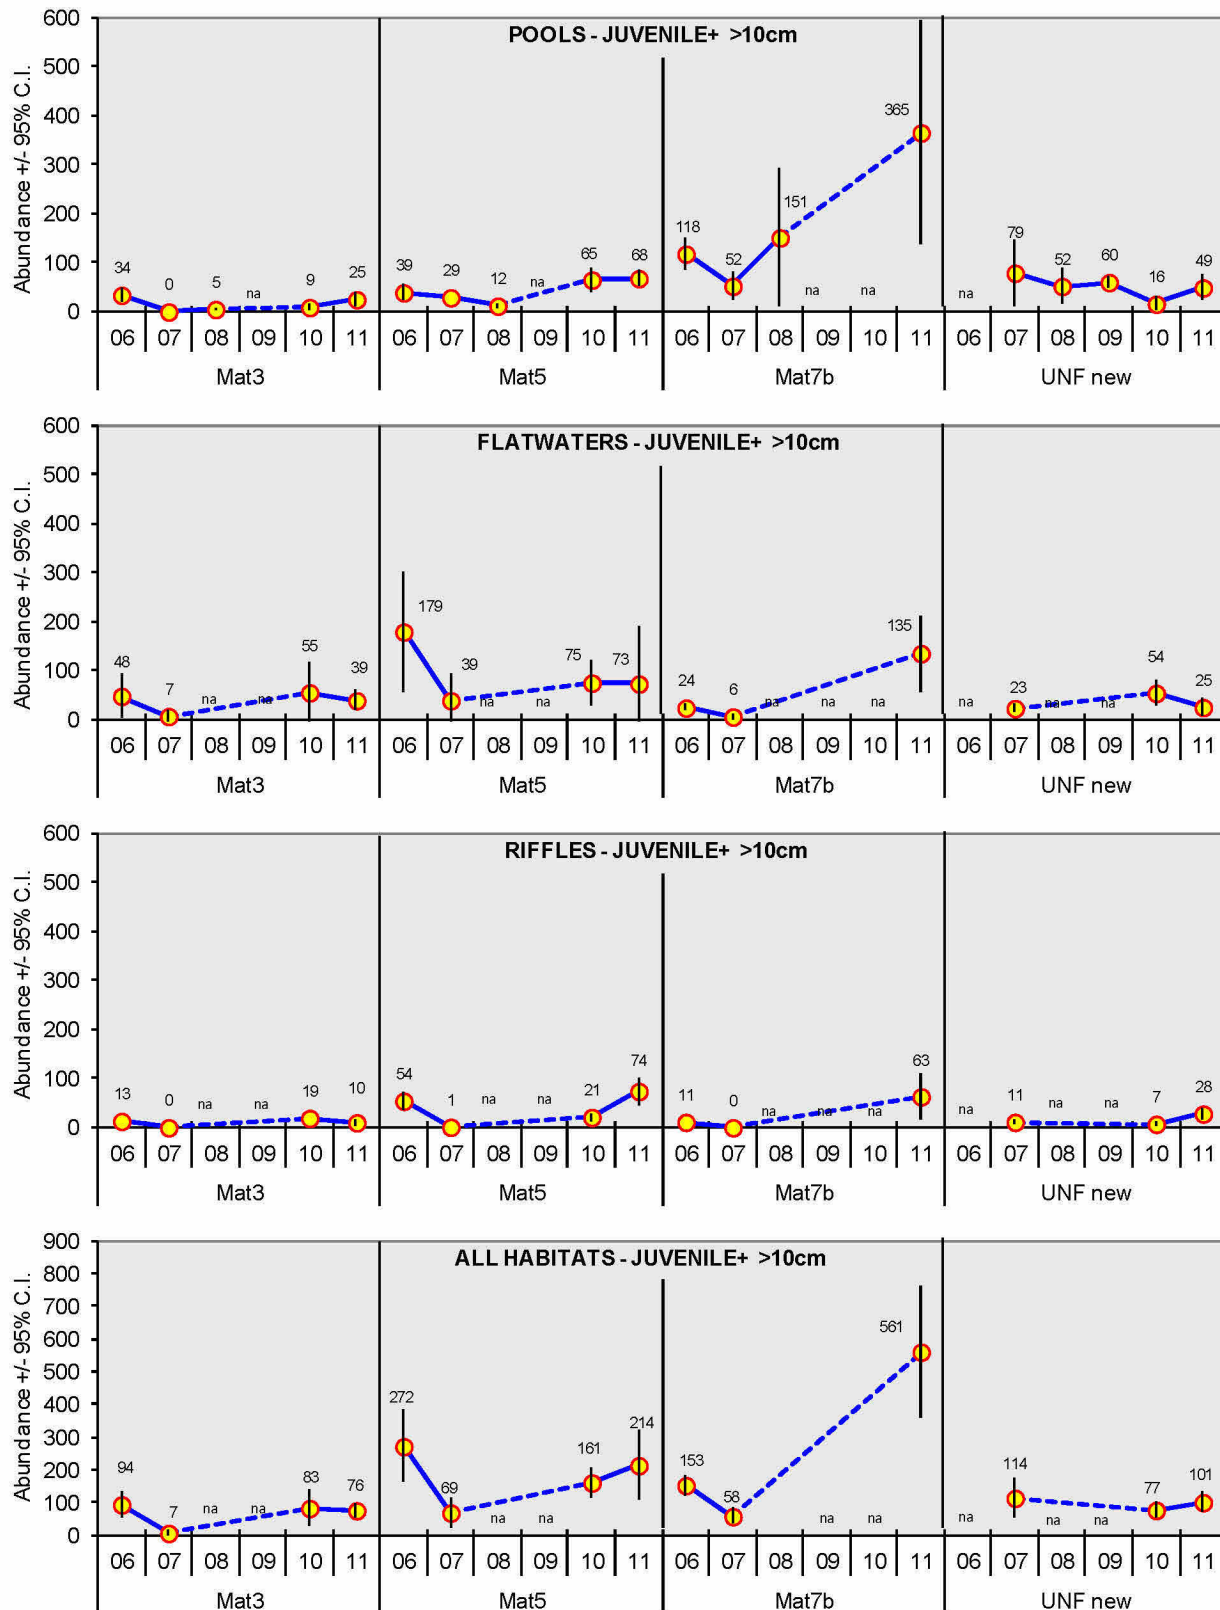 POOLS - JUVENILE+ >10cm
Abundance +/- 95% C.I.
600
500
400
300
200
100
0
34 0 5 na 9 25
39 29 12 na 65 68
118 52 151 na na 365
na 79 52 60 16 49
06 07 08 09 10 11 06 07 08 09 10 11 06 07 08 09 10 11 06 07 08 09 10 11
Mat3 Mat5 Mat7b UNF new
FLATWATERS - JUVENILE+ >10cm
Abundance +/- 95% C.I.
600
500
400
300
200
100
0
48 7 na na 55 39
179 39 na na 75 73
24 6 na na na 135
na 23 na na 54 25
06 07 08 09 10 11 06 07 08 09 10 11 06 07 08 09 10 11 06 07 08 09 10 11
Mat3 Mat5 Mat7b UNF new
RIFFLES - JUVENILE+ >10cm
Abundance +/- 95% C.I.
600
500
400
300
200
100
0
13 0 na na 19 10
54 1 na na 21 74
11 0 na na na 63
na 11 na na 7 28
06 07 08 09 10 11 06 07 08 09 10 11 06 07 08 09 10 11 06 07 08 09 10 11
Mat3 Mat5 Mat7b UNF new
ALL HABITATS - JUVENILE+ >10cm
Abundance +/- 95% C.I.
900
800
700
600
500
400
300
200
100
0
94 7 na na 83 76
272 69 na na 161 214
153 58 na na 561
na 114 na na 77 101
06 07 08 09 10 11 06 07 08 09 10 11 06 07 08 09 10 11 06 07 08 09 10 11
Mat3 Mat5 Mat7b UNF new